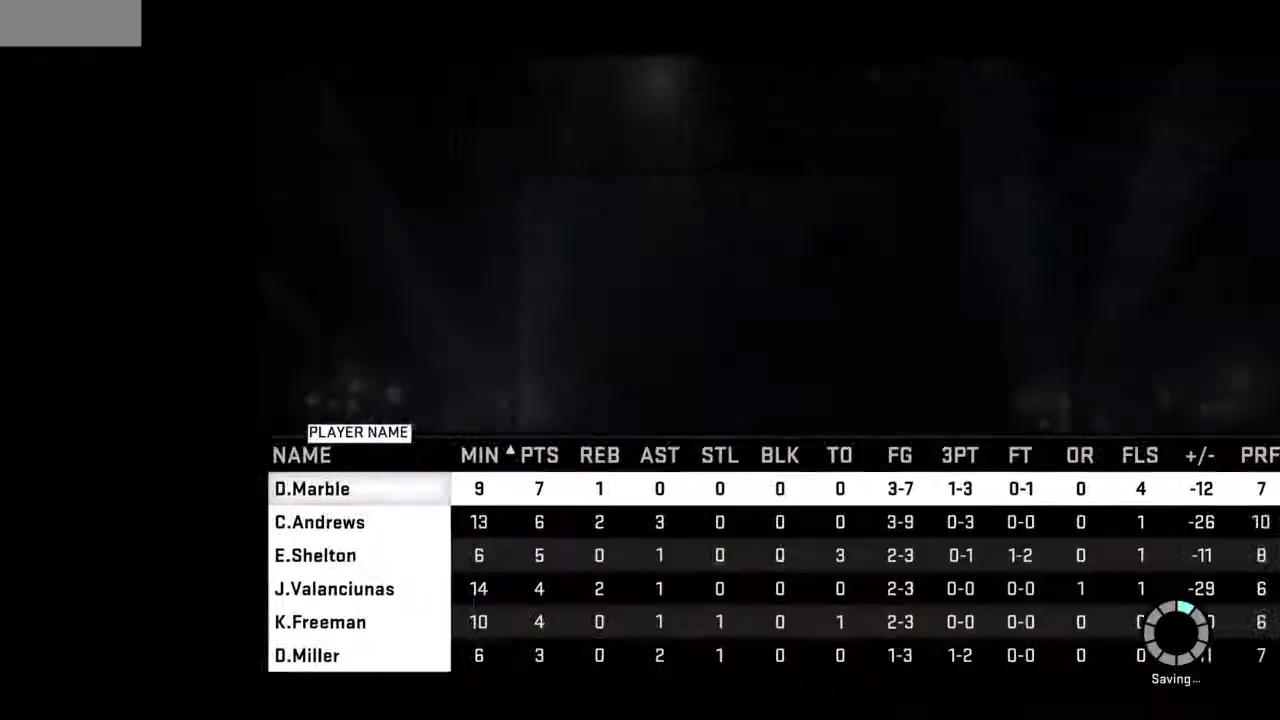 PLAYER NAME
NAME MIN PTS REB AST STL BLK TO FG 3PT FT OR FLS +/- PRF
D.Marble 9 7 1 0 0 0 0 3-7 1-3 0-1 0 4 -12 7
C.Andrews 13 6 2 3 0 0 0 3-9 0-3 0-0 0 1 -26 10
E.Shelton 6 5 0 1 0 0 3 2-3 0-1 1-2 0 1 -11 8
J.Valanciunas 14 4 2 1 0 0 0 2-3 0-0 0-0 1 1 -29 6
K.Freeman 10 4 0 1 1 0 1 2-3 0-0 0-0 0 6
D.Miller 6 3 0 2 1 0 0 1-3 1-2 0-0 0 0 7
Saving...